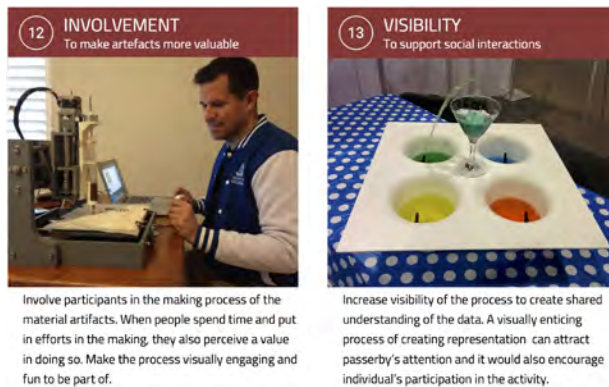 12
INVOLVEMENT
To make artefacts more valuable
Involve participants in the making process of the
material artifacts. When people spend time and put
in efforts in the making, they also perceive a value
in doing so. Make the process visually engaging and
fun to be part of.
13
VISIBILITY
To support social interactions
Increase visibility of the process to create shared
understanding of the data. A visually enticing
process of creating representation can attract
passerby's attention and it would also encourage
individual's participation in the activity.